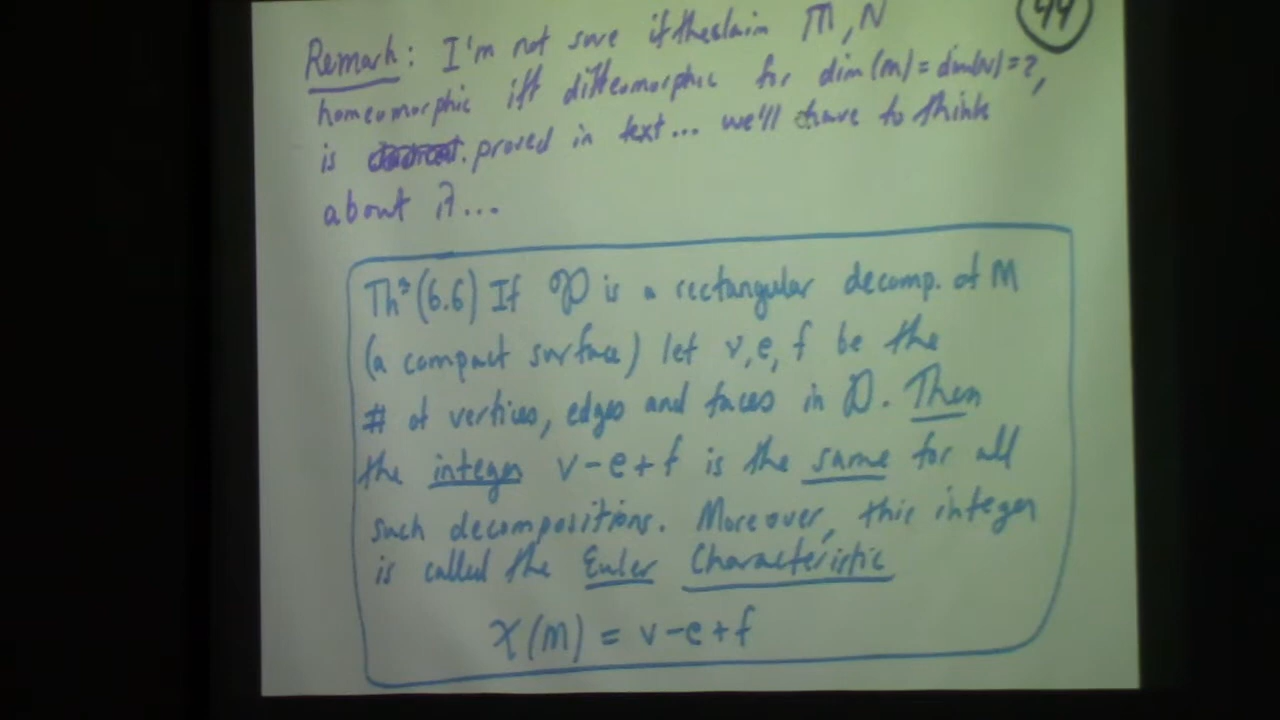 44
Remark: I'm not sure if the claim M, N
homeomorphic iff diffeomorphic for dim(M) = dim(N) = 2,
is proved in text... we'll have to think
about it...
Thm (6.6) If D is a rectangular decomp. of M
(a compact surface) let v, e, f be the
# of vertices, edges and faces in D. Then
the integer v-e+f is the same for all
such decompositions. Moreover, this integer
is called the Euler Characteristic
χ(M) = v-e+f